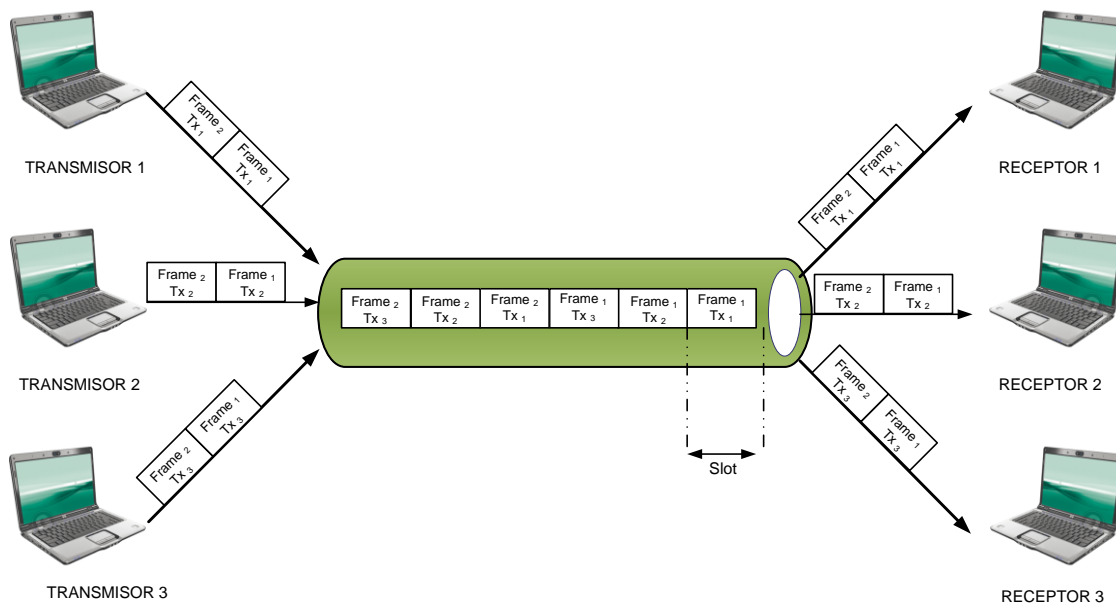 Frame 2
Tx 1
Frame 1
Tx 1
TRANSMISOR 1
Frame 2
Tx 2
Frame 1
Tx 2
TRANSMISOR 2
Frame 2
Tx 3
Frame 1
Tx 3
TRANSMISOR 3
Frame 2
Tx 3
Frame 2
Tx 2
Frame 2
Tx 1
Frame 1
Tx 3
Frame 1
Tx 2
Frame 1
Tx 1
Slot
Frame 2
Tx 1
Frame 1
Tx 1
RECEPTOR 1
Frame 2
Tx 2
Frame 1
Tx 2
RECEPTOR 2
Frame 2
Tx 3
Frame 1
Tx 3
RECEPTOR 3